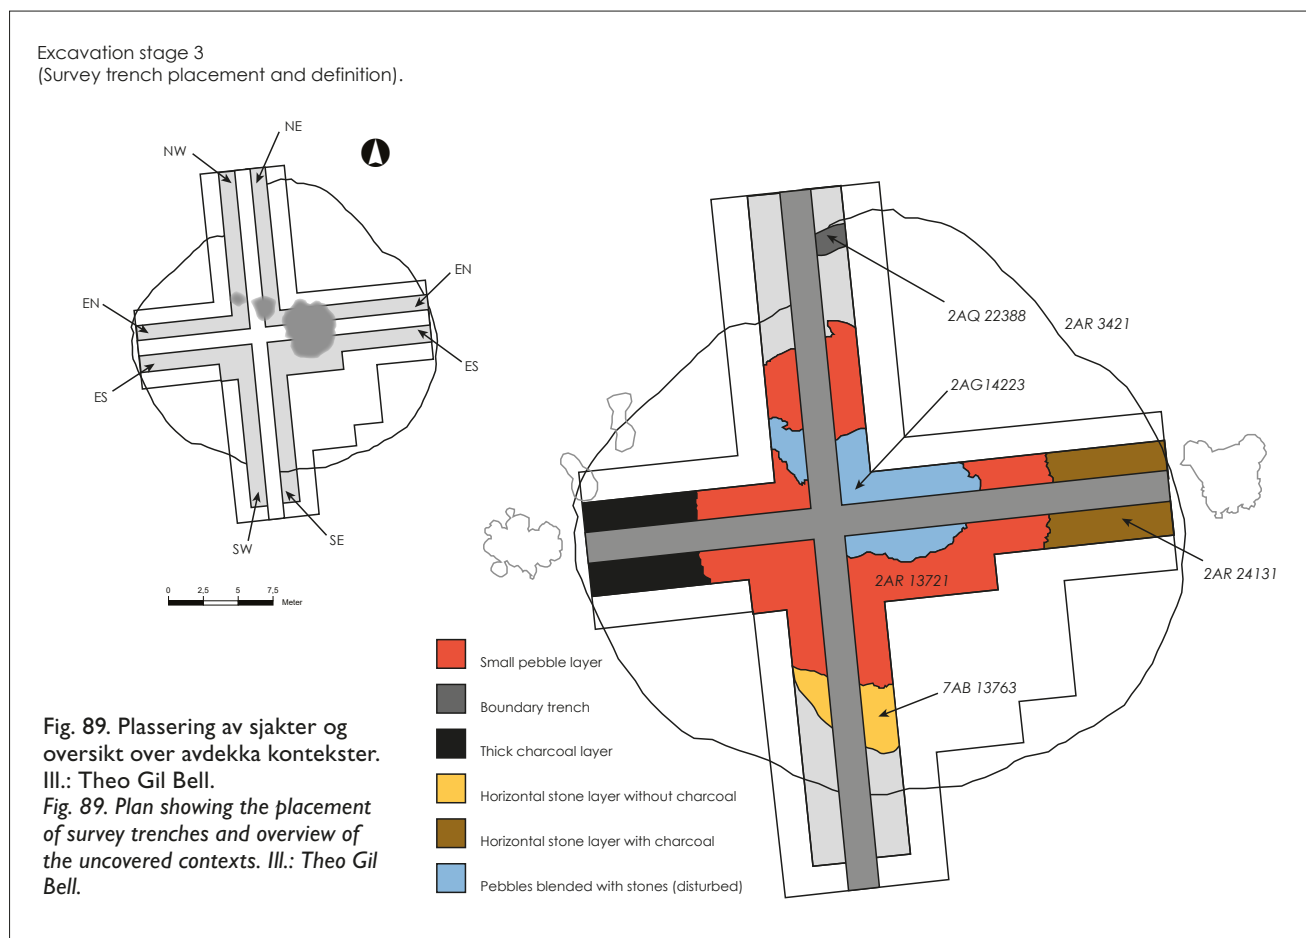 Excavation stage 3
(Survey trench placement and definition).
NE
NW
EN
EN
ES
ES
SW
SE
0 2,5 5 7,5
Meter
2AQ 22388
2AR 3421
2AG14223
2AR 13721
2AR 24131
7AB 13763
Small pebble layer
Boundary trench
Thick charcoal layer
Horizontal stone layer without charcoal
Horizontal stone layer with charcoal
Pebbles blended with stones (disturbed)
Fig. 89. Plassering av sjakter og
oversikt over avdekka kontekster.
Ill.: Theo Gil Bell.
Fig. 89. Plan showing the placement
of survey trenches and overview of
the uncovered contexts. Ill.: Theo Gil
Bell.